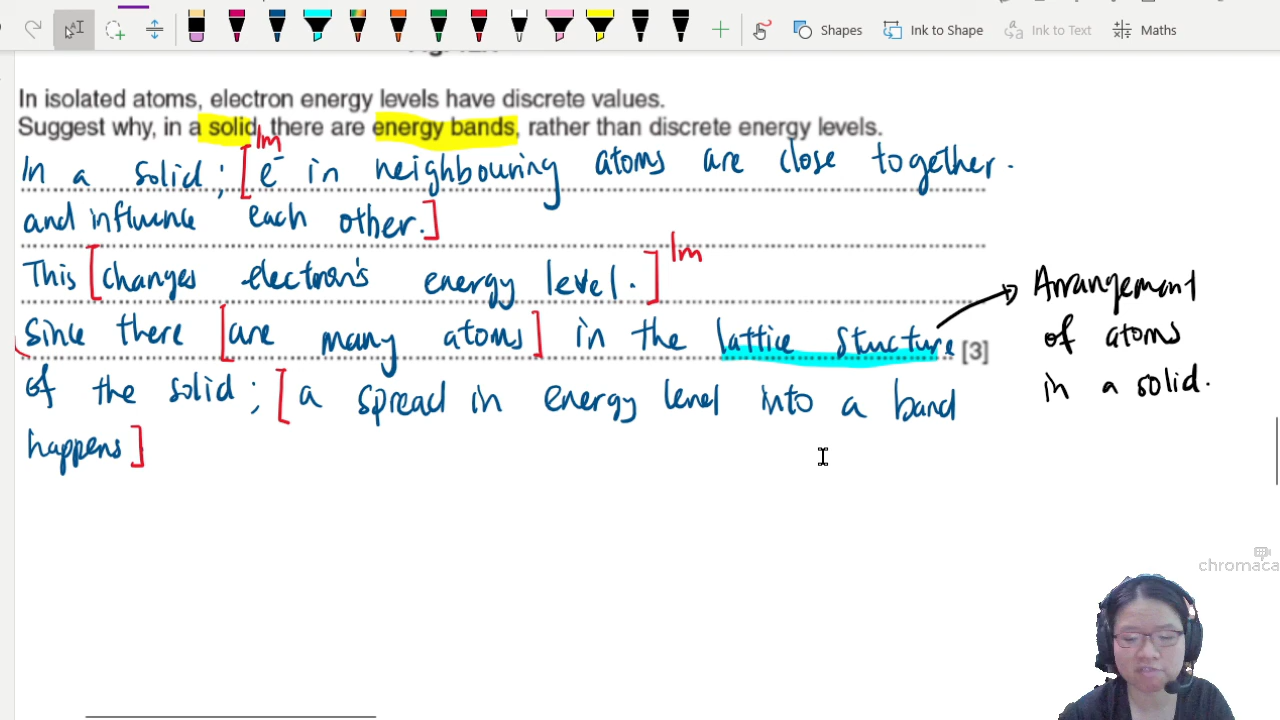 Shapes
Ink to Shape
Ink to Text
Maths
In isolated atoms, electron energy levels have discrete values.
Suggest why, in a solid, there are energy bands, rather than discrete energy levels.
1m
In a solid ; [ e⁻ in neighbouring atoms are close together.
and influence each other. ]
This [ changes electron's energy level. ] 1m
Since there [ are many atoms ] in the lattice structure [3]
of the solid ; [ a spread in energy level into a band
happens ]
Arrangement
of atoms
in a solid.
chromaca